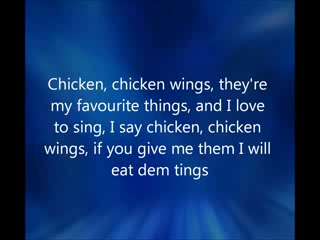 Chicken, chicken wings, they're
my favourite things, and I love
to sing, I say chicken, chicken
wings, if you give me them I will
eat dem tings